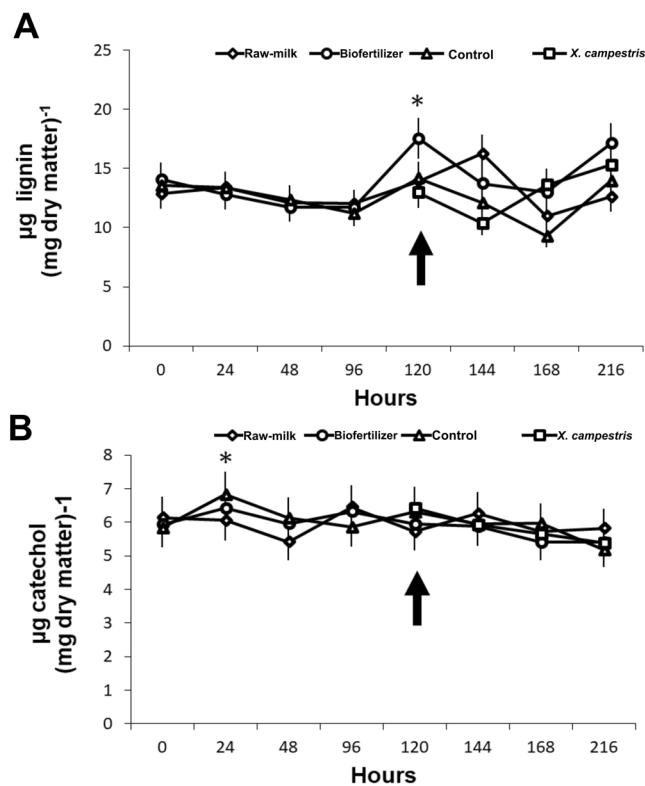 A
Raw-milk Biofertilizer Control X. campestris
25
20
15
10
5
0
*
µg lignin
(mg dry matter)-1
0 24 48 96 120 144 168 216
Hours
B
Raw-milk Biofertilizer Control X. campestris
8
7
6
5
4
3
2
1
0
*
µg catechol
(mg dry matter)-1
0 24 48 96 120 144 168 216
Hours